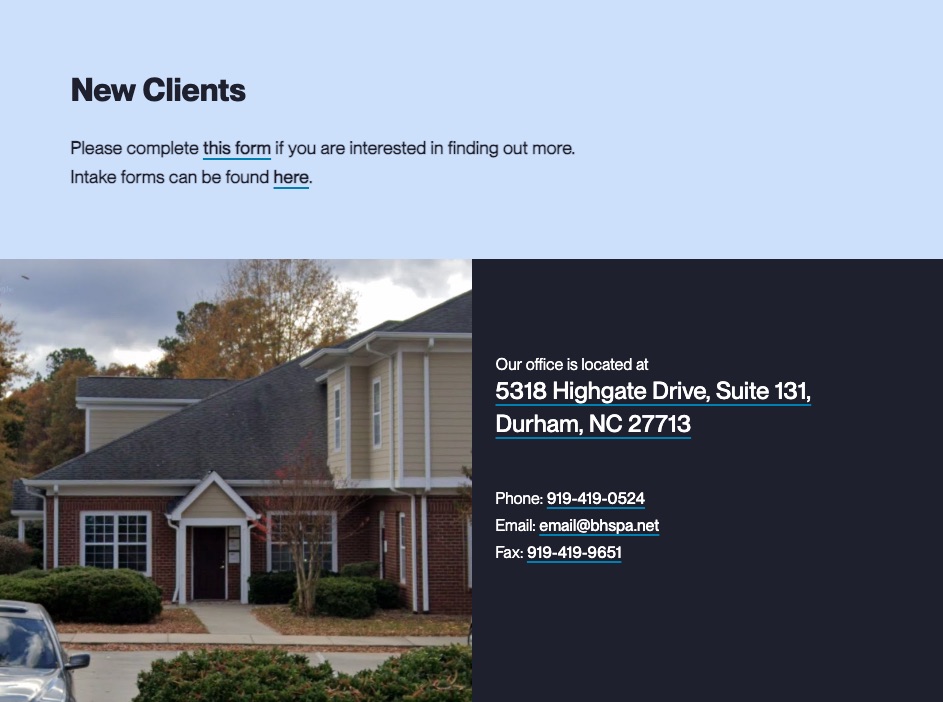 New Clients
Please complete this form if you are interested in finding out more.
Intake forms can be found here.
Our office is located at
5318 Highgate Drive, Suite 131,
Durham, NC 27713
Phone: 919-419-0524
Email: email@bhspa.net
Fax: 919-419-9651